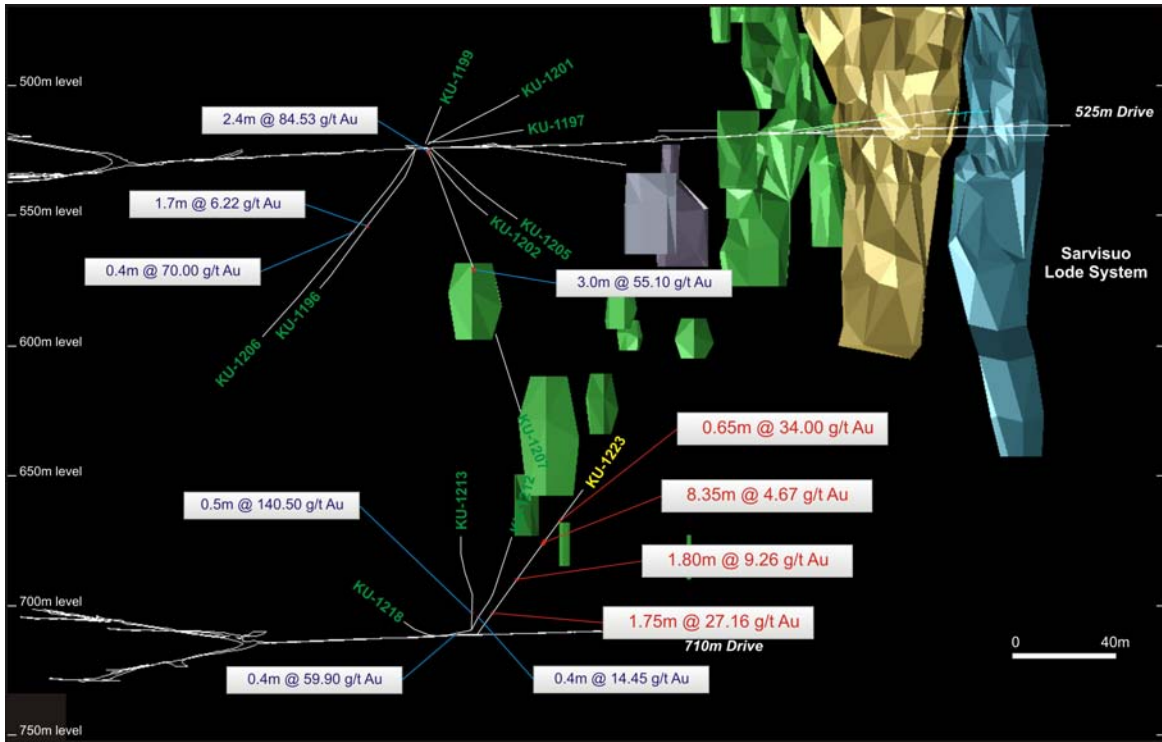 500m level
KU-1199
KU-1201
KU-1197
525m Drive
2.4m @ 84.53 g/t Au
550m level
1.7m @ 6.22 g/t Au
KU-1205
KU-1202
Sarvisuo
Lode System
0.4m @ 70.00 g/t Au
3.0m @ 55.10 g/t Au
KU-1196
KU-1206
600m level
0.65m @ 34.00 g/t Au
KU-1207
KU-1223
650m level
KU-1213
0.5m @ 140.50 g/t Au
8.35m @ 4.67 g/t Au
1.80m @ 9.26 g/t Au
KU-1218
700m level
1.75m @ 27.16 g/t Au
710m Drive
0 40m
0.4m @ 59.90 g/t Au
0.4m @ 14.45 g/t Au
750m level